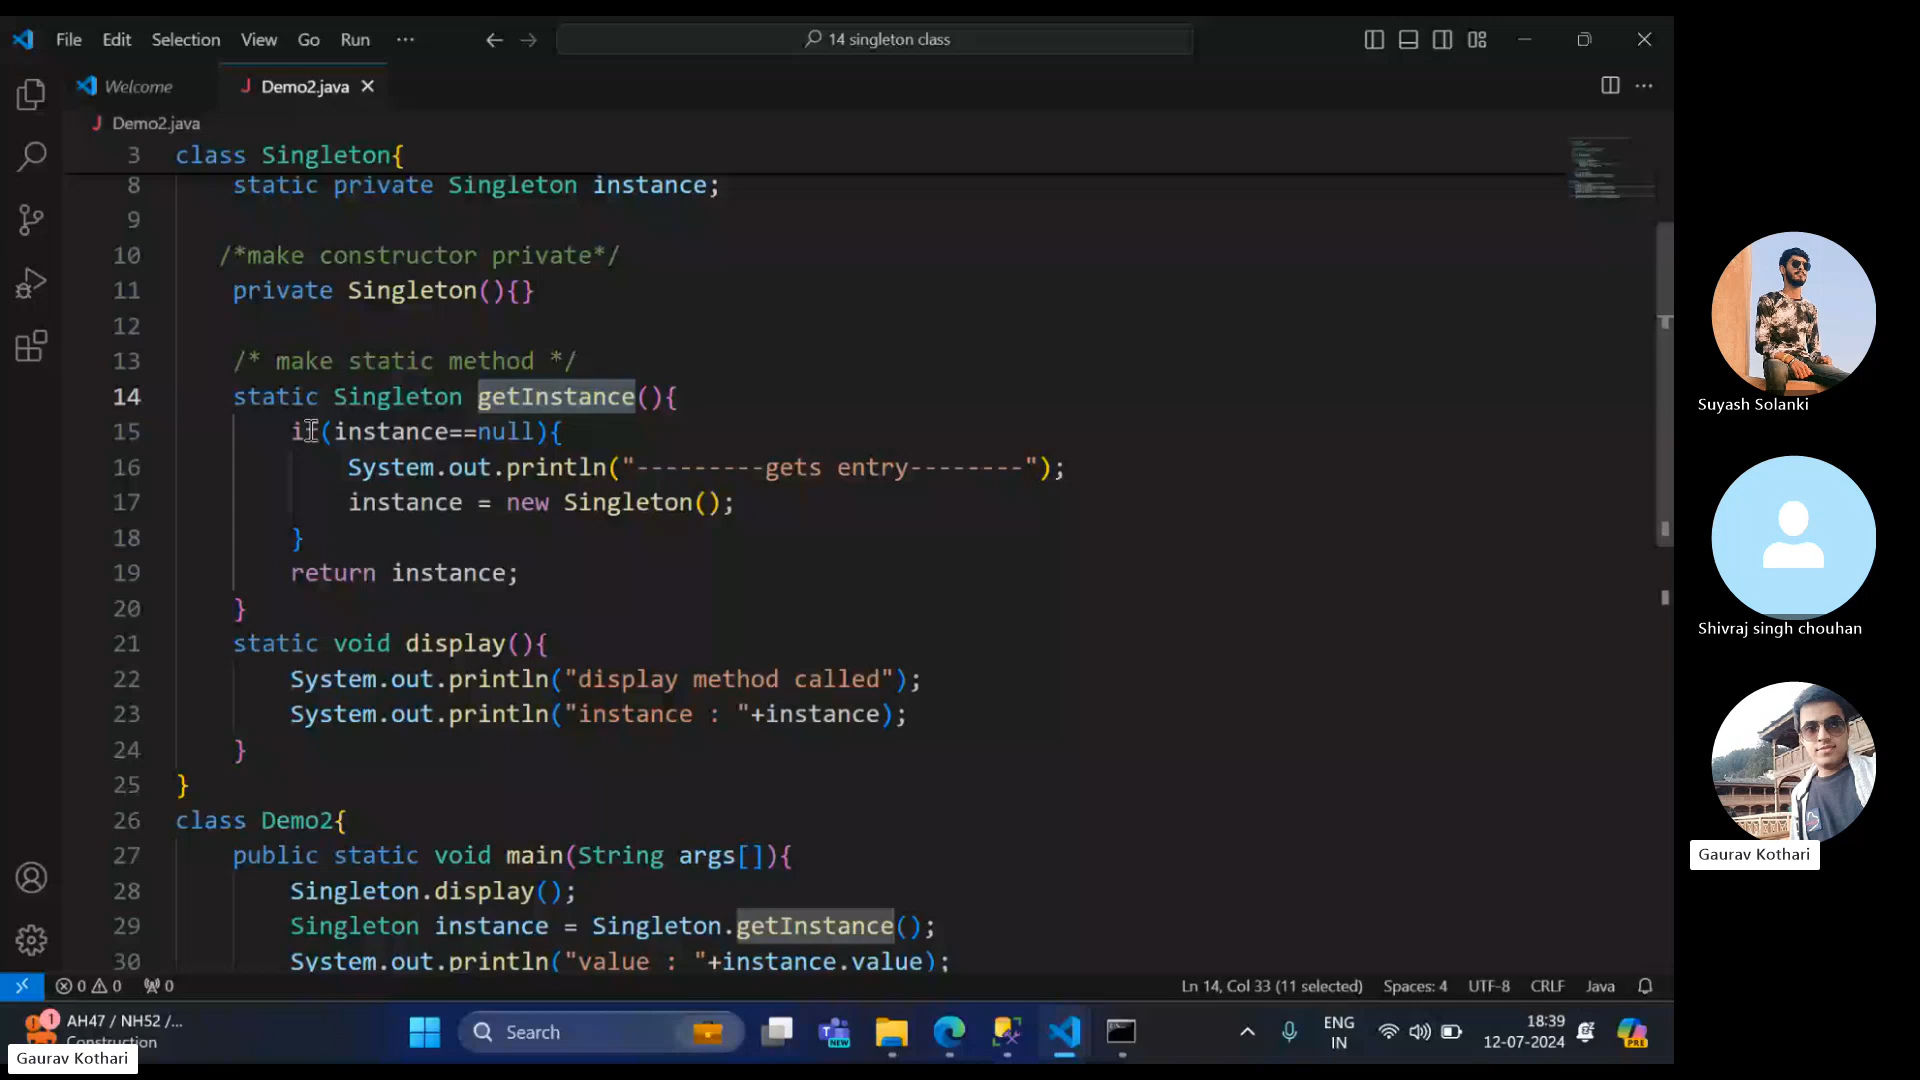 File Edit Selection View Go Run ··· 14 singleton class
Welcome Demo2.java
Demo2.java
3 class Singleton{
8 static private Singleton instance;
9
10 /*make constructor private*/
11 private Singleton(){}
12
13 /* make static method */
14 static Singleton getInstance(){
15 if(instance==null){
16 System.out.println("---------gets entry--------");
17 instance = new Singleton();
18 }
19 return instance;
20 }
21 static void display(){
22 System.out.println("display method called");
23 System.out.println("instance : "+instance);
24 }
25 }
26 class Demo2{
27 public static void main(String args[]){
28 Singleton.display();
29 Singleton instance = Singleton.getInstance();
30 System.out.println("value : "+instance.value);
0 0 0 Ln 14, Col 33 (11 selected) Spaces: 4 UTF-8 CRLF Java
1 AH47 / NH52 /...
Construction
Search
NEW
ENG
IN
18:39
12-07-2024
PRE
Gaurav Kothari
Suyash Solanki
Shivraj singh chouhan
Gaurav Kothari